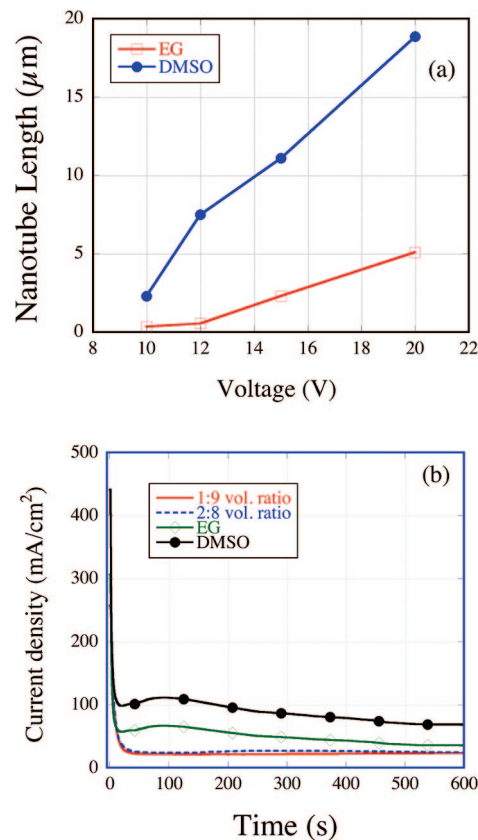 20
15
10
5
0
Nanotube Length (μm)
EG
DMSO
(a)
8 10 12 14 16 18 20 22
Voltage (V)
500
400
300
200
100
0
Current density (mA/cm²)
(b)
1:9 vol. ratio
2:8 vol. ratio
EG
DMSO
0 100 200 300 400 500 600
Time (s)